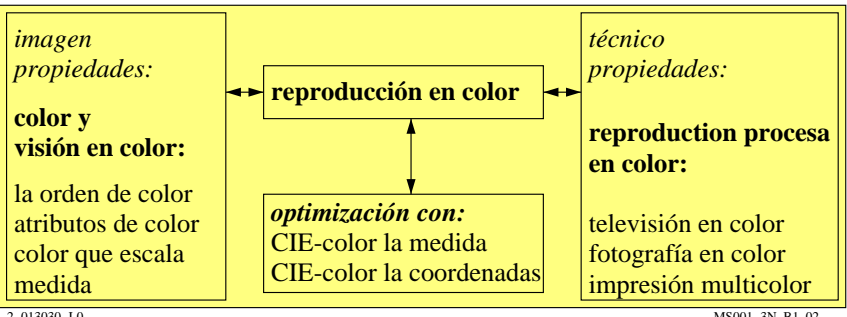 imagen
propiedades:
color y
visión en color:
la orden de color
atributos de color
color que escala
medida
reproducción en color
optimización con:
CIE-color la medida
CIE-color la coordenadas
técnico
propiedades:
reproduction procesa
en color:
televisión en color
fotografía en color
impresión multicolor